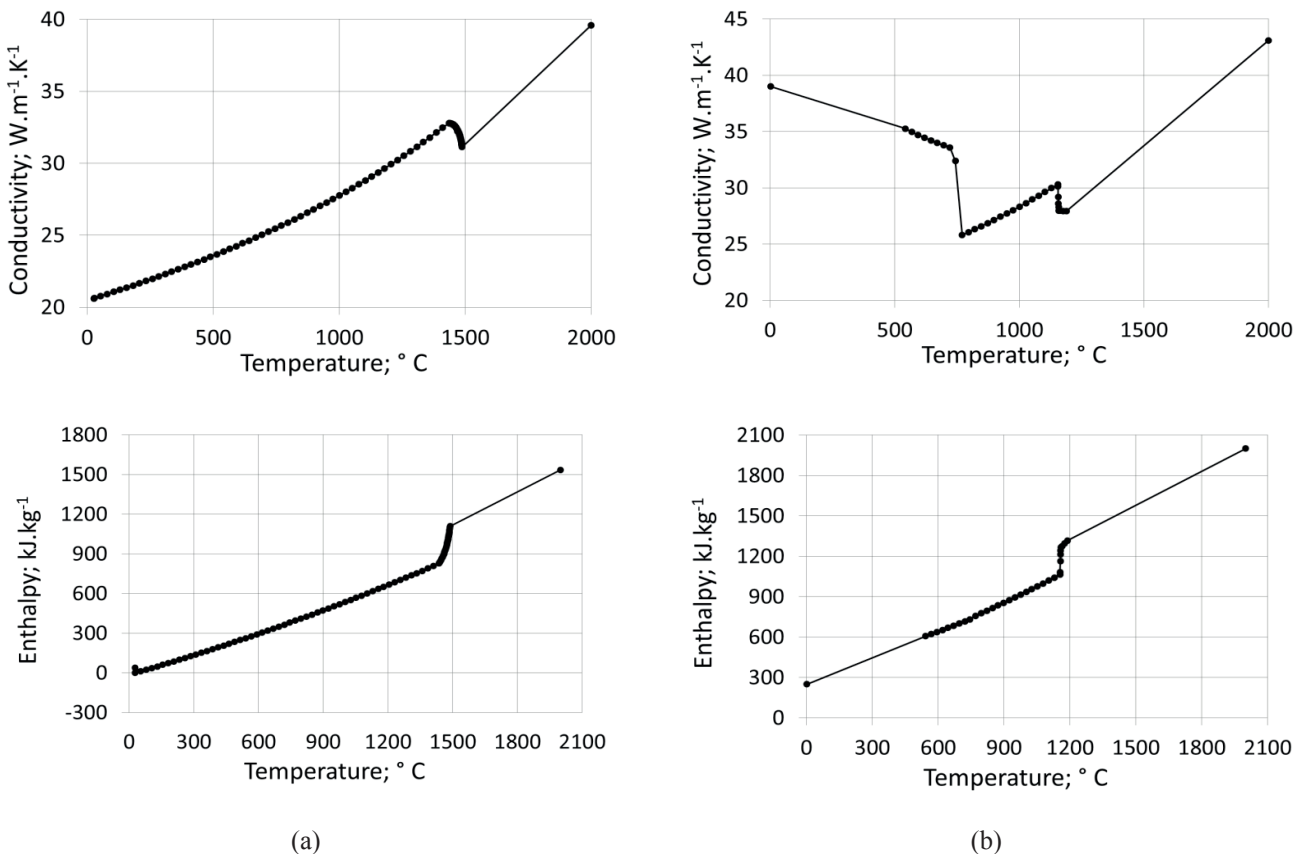 40
35
30
25
20
Conductivity; W.m-1.K-1
0 500 1000 1500 2000
Temperature; ° C
45
40
35
30
25
20
Conductivity; W.m-1.K-1
0 500 1000 1500 2000
Temperature; ° C
1800
1500
1200
900
600
300
0
-300
Enthalpy; kJ.kg-1
0 300 600 900 1200 1500 1800 2100
Temperature; ° C
2100
1800
1500
1200
900
600
300
0
Enthalpy; kJ.kg-1
0 300 600 900 1200 1500 1800 2100
Temperature; ° C
(a)
(b)